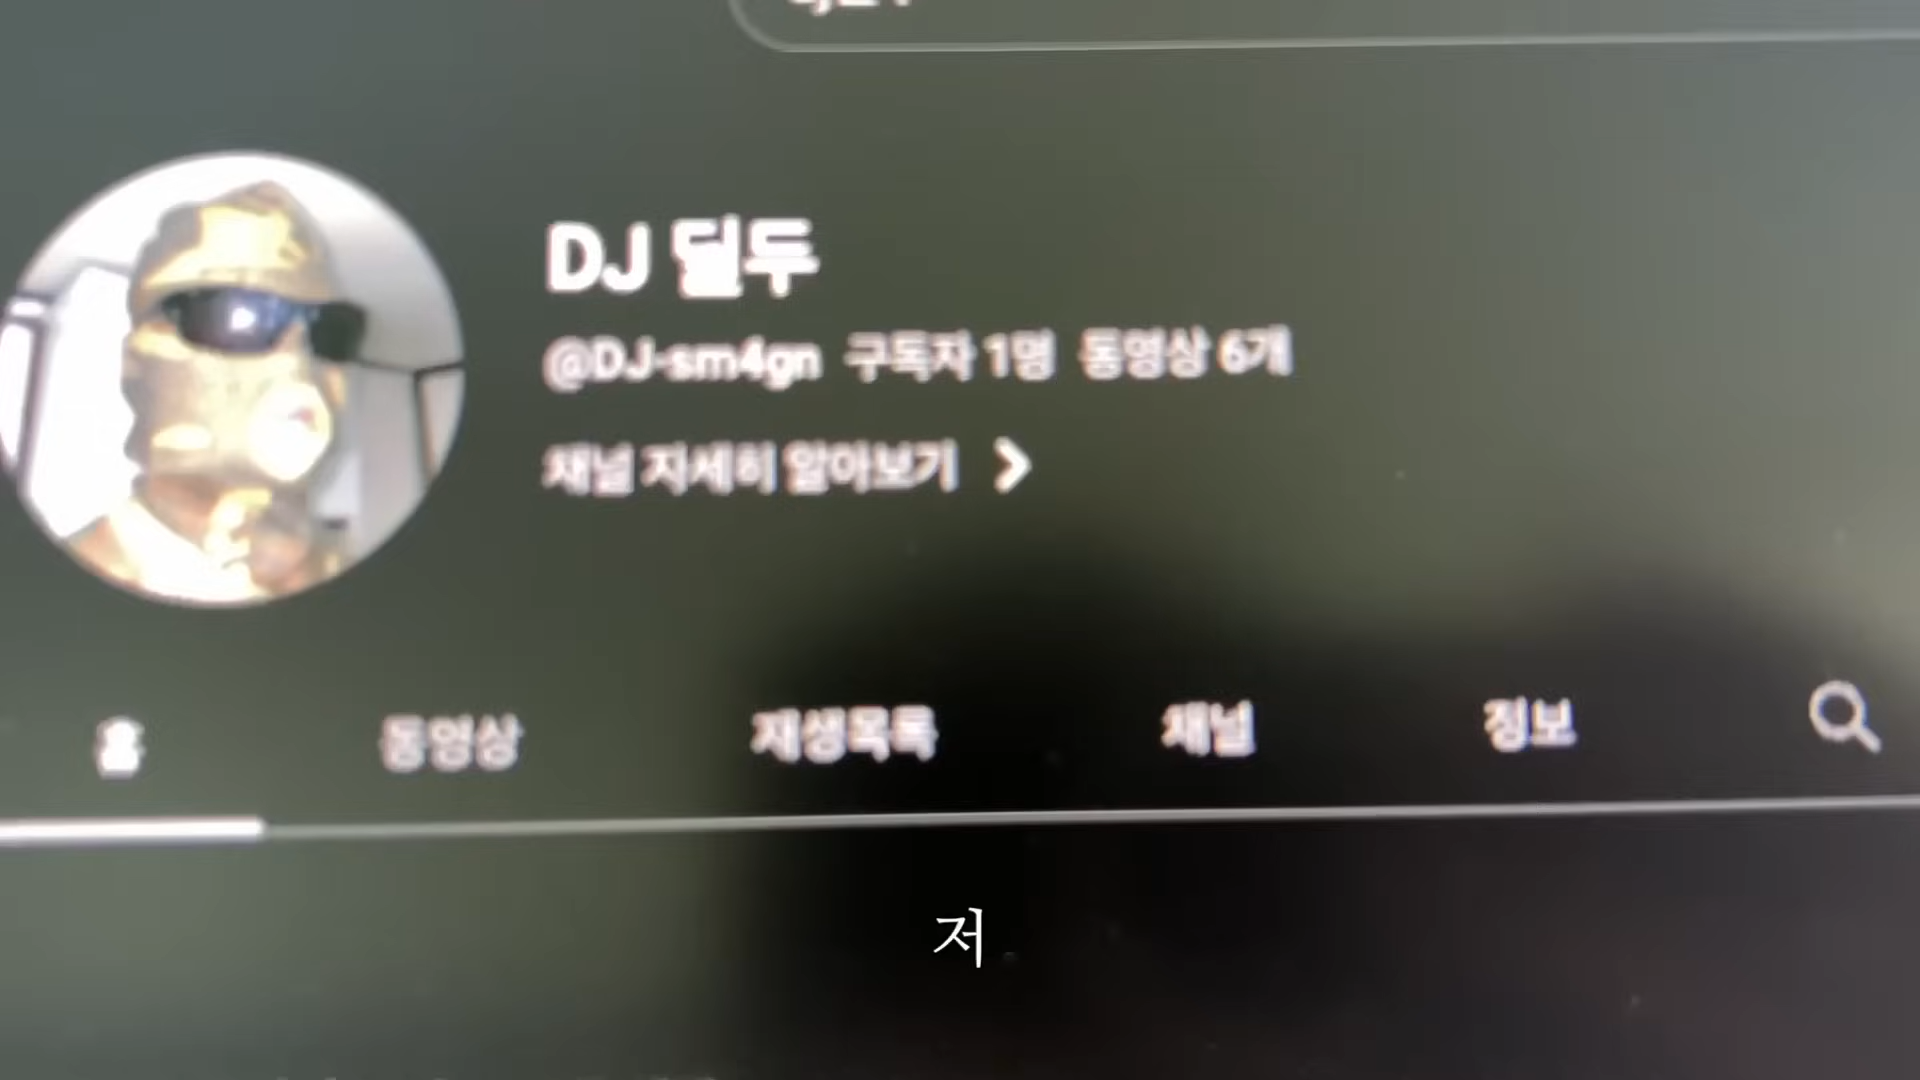 DJ 딜두
@DJ-sm4gn 구독자 1명 동영상 6개
채널 자세히 알아보기
홈 동영상 재생목록 채널 정보
저